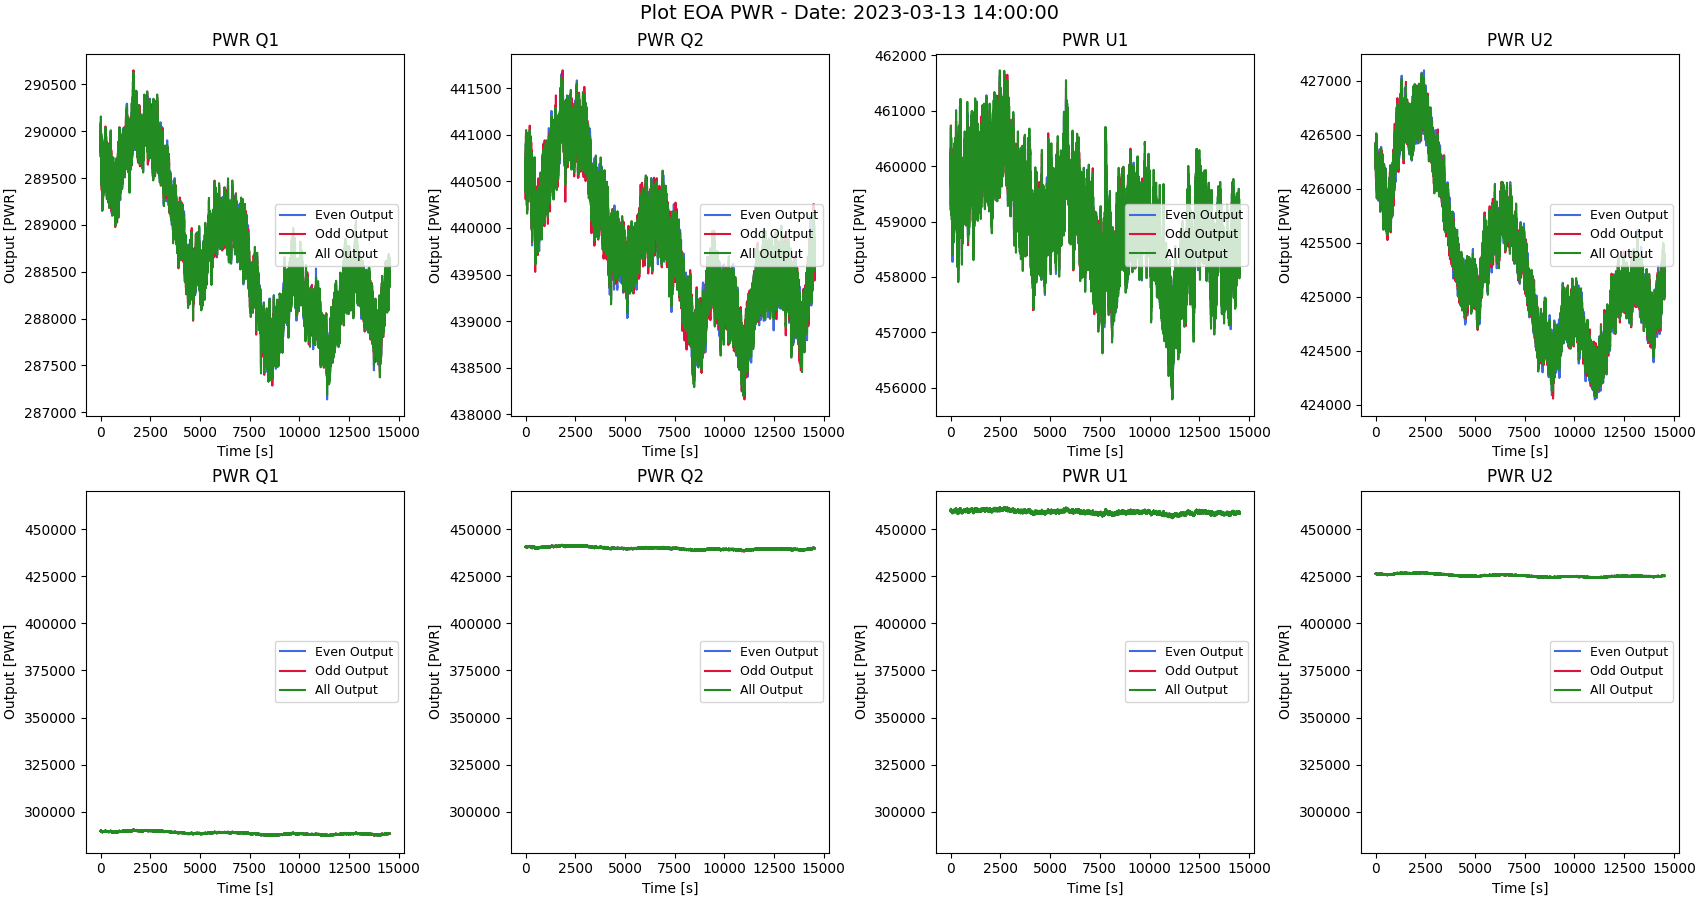 Plot EOA PWR - Date: 2023-03-13 14:00:00
PWR Q1
290500
290000
289500
289000
288500
288000
287500
287000
Output [PWR]
0 2500 5000 7500 10000 12500 15000
Time [s]
Even Output
Odd Output
All Output
PWR Q2
441500
441000
440500
440000
439500
439000
438500
438000
Output [PWR]
0 2500 5000 7500 10000 12500 15000
Time [s]
Even Output
Odd Output
All Output
PWR U1
462000
461000
460000
459000
458000
457000
456000
Output [PWR]
0 2500 5000 7500 10000 12500 15000
Time [s]
Even Output
Odd Output
All Output
PWR U2
427000
426500
426000
425500
425000
424500
424000
Output [PWR]
0 2500 5000 7500 10000 12500 15000
Time [s]
Even Output
Odd Output
All Output
PWR Q1
450000
425000
400000
375000
350000
325000
300000
Output [PWR]
0 2500 5000 7500 10000 12500 15000
Time [s]
Even Output
Odd Output
All Output
PWR Q2
450000
425000
400000
375000
350000
325000
300000
Output [PWR]
0 2500 5000 7500 10000 12500 15000
Time [s]
Even Output
Odd Output
All Output
PWR U1
450000
425000
400000
375000
350000
325000
300000
Output [PWR]
0 2500 5000 7500 10000 12500 15000
Time [s]
Even Output
Odd Output
All Output
PWR U2
450000
425000
400000
375000
350000
325000
300000
Output [PWR]
0 2500 5000 7500 10000 12500 15000
Time [s]
Even Output
Odd Output
All Output